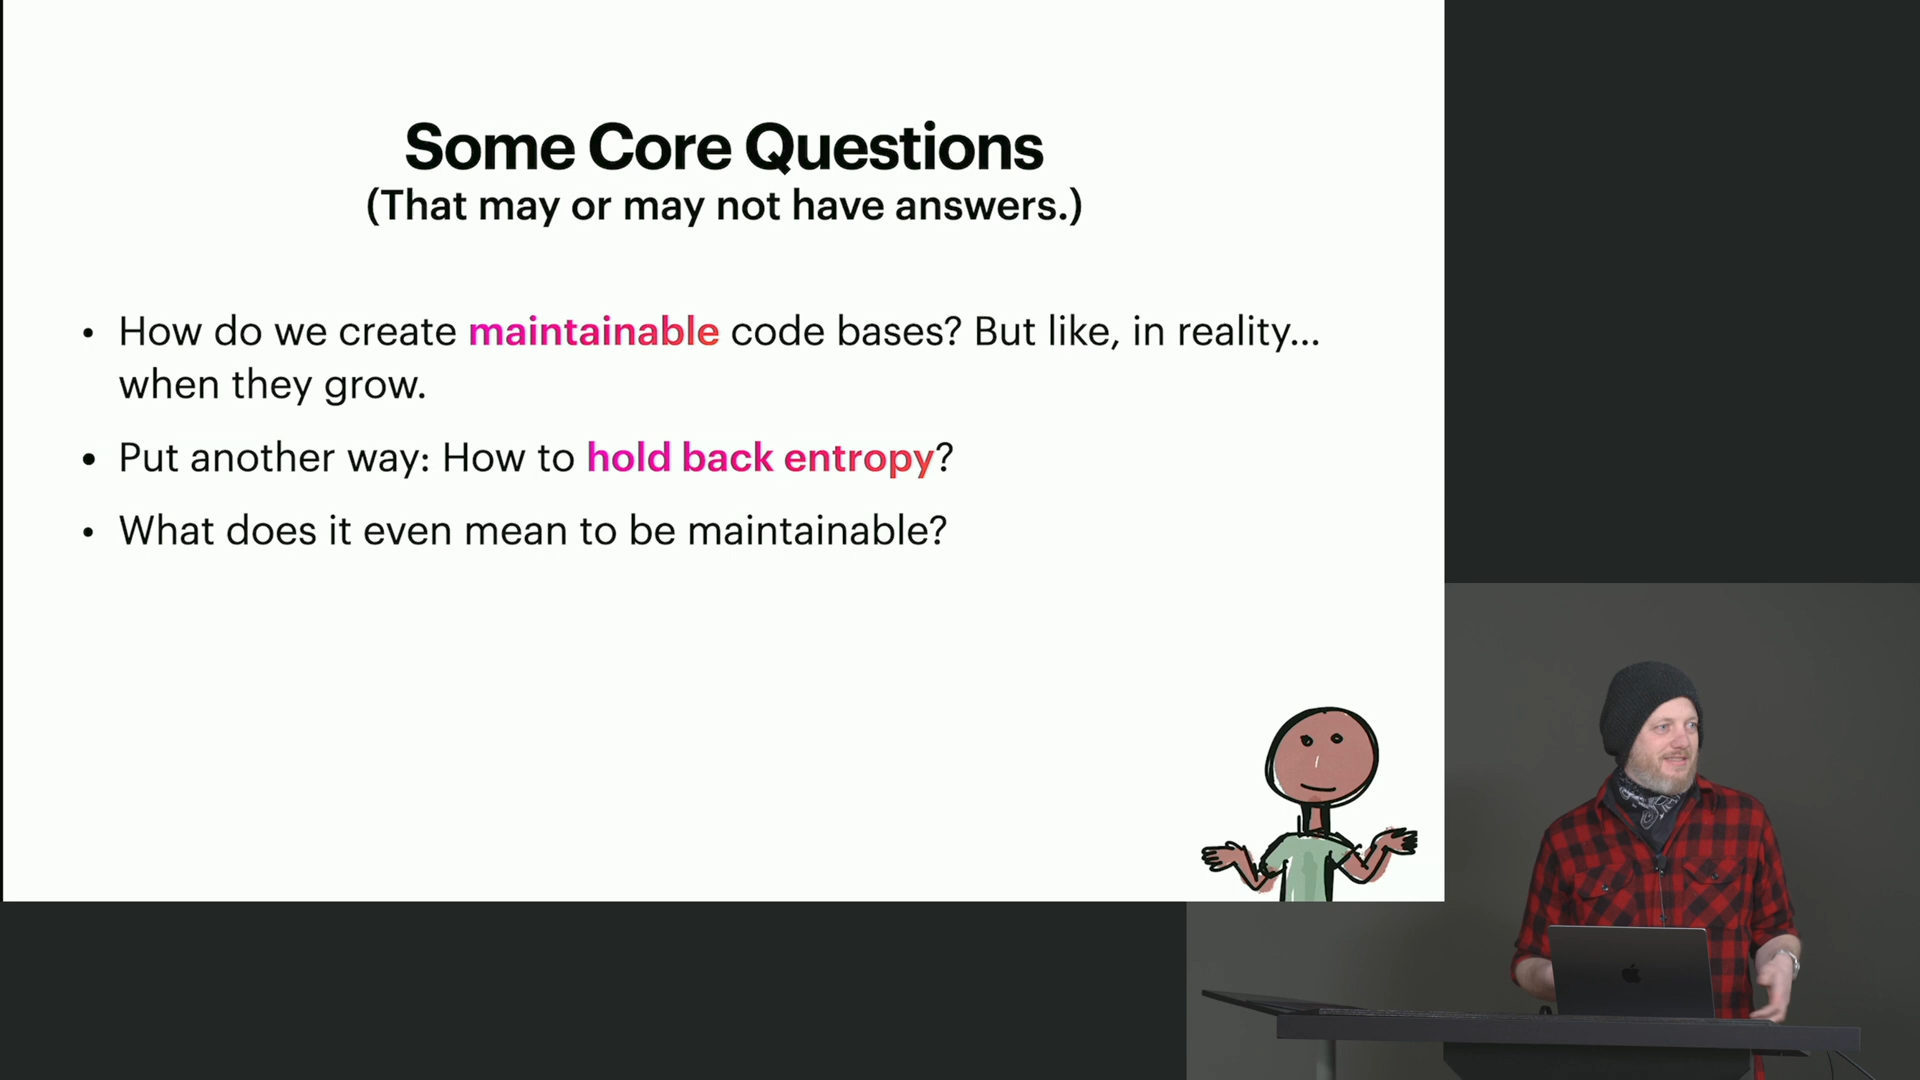 Some Core Questions
(That may or may not have answers.)
• How do we create maintainable code bases? But like, in reality...
when they grow.
• Put another way: How to hold back entropy?
• What does it even mean to be maintainable?